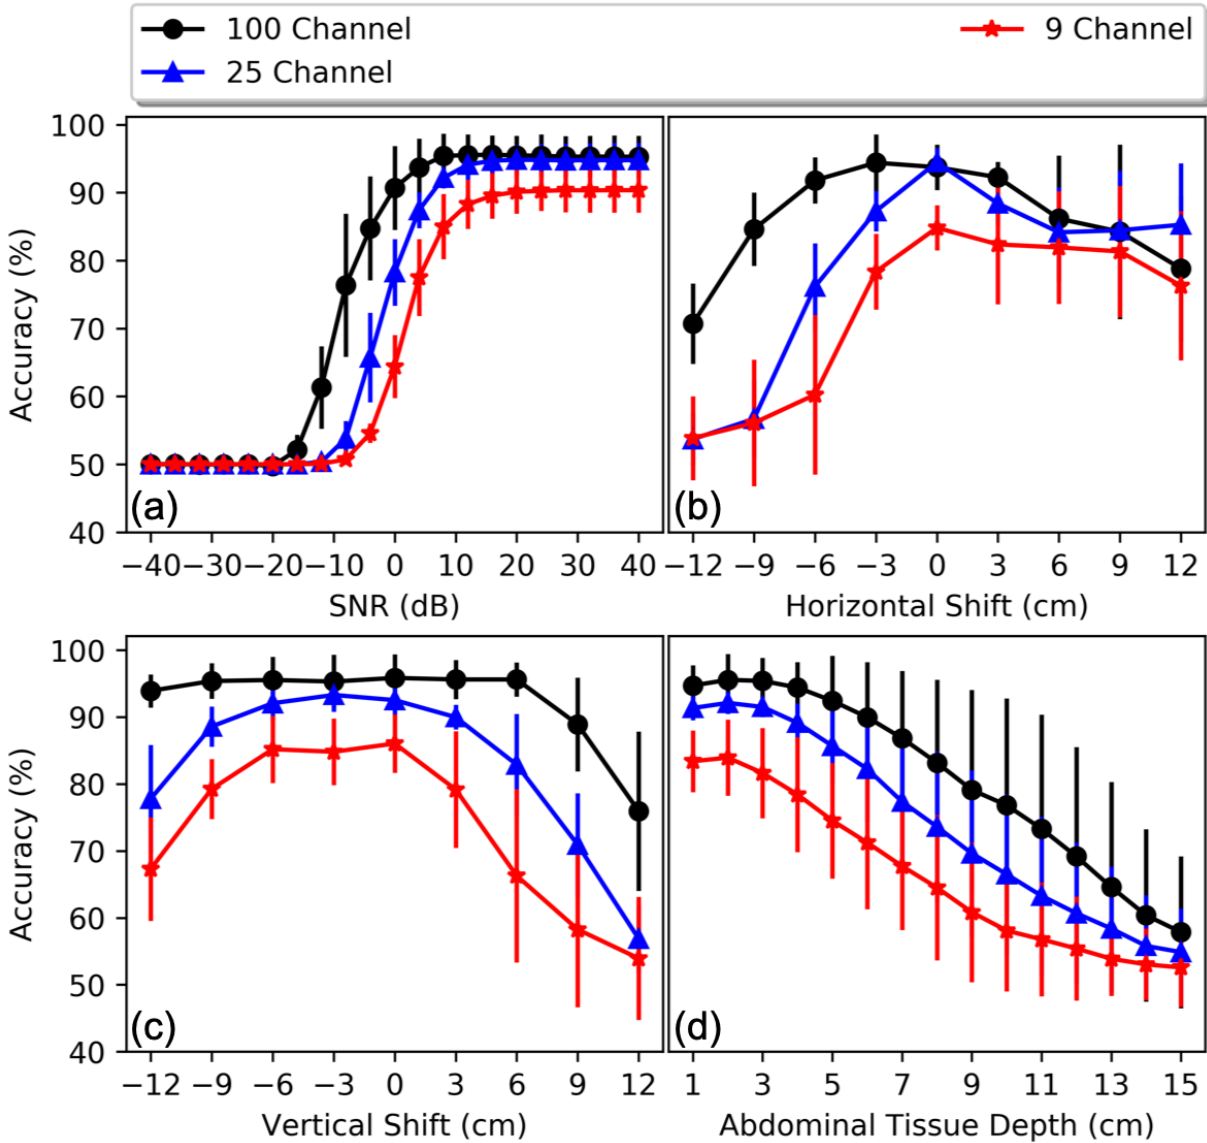 100 Channel
25 Channel
9 Channel
100
90
80
70
60
50
40
Accuracy (%)
(a)
−40 −30 −20 −10 0 10 20 30 40
SNR (dB)
(b)
−12 −9 −6 −3 0 3 6 9 12
Horizontal Shift (cm)
100
90
80
70
60
50
40
Accuracy (%)
(c)
−12 −9 −6 −3 0 3 6 9 12
Vertical Shift (cm)
(d)
1 3 5 7 9 11 13 15
Abdominal Tissue Depth (cm)